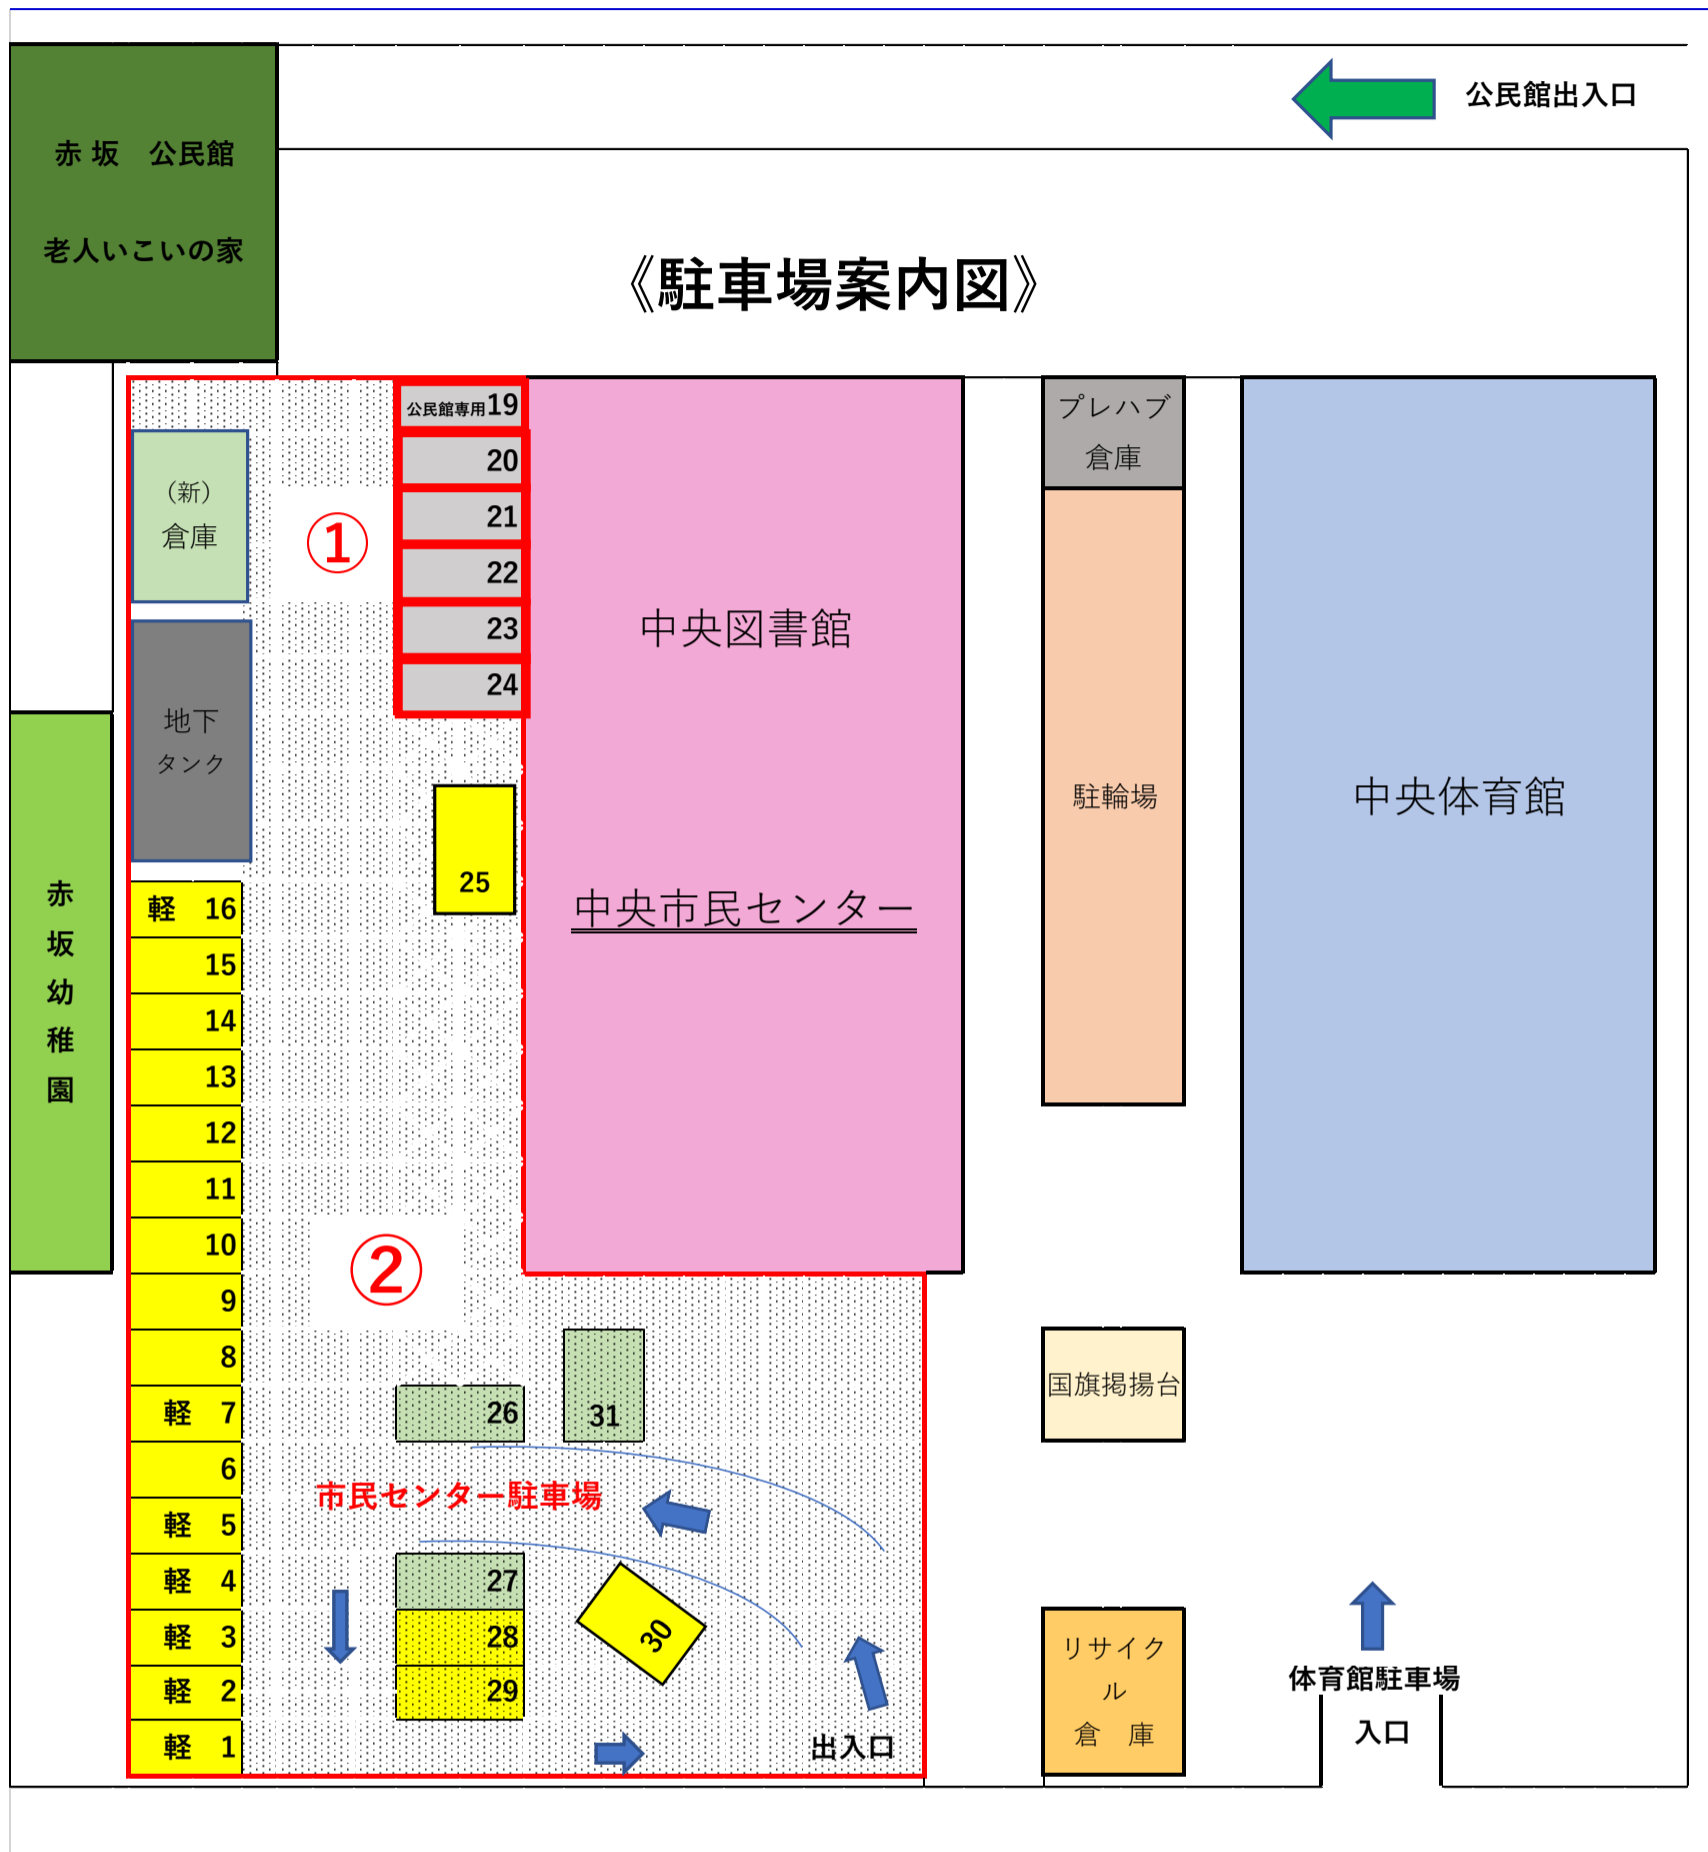 公民館出入口
赤坂　公民館
老人いこいの家
《駐車場案内図》
公民館専用19
20
21
22
23
24
(新)
倉庫
①
地下
タンク
25
中央図書館
中央市民センター
プレハブ
倉庫
駐輪場
中央体育館
赤
坂
幼
稚
園
軽　16
15
14
13
12
11
10
9
8
軽　7
6
軽　5
軽　4
軽　3
軽　2
軽　1
②
26
31
市民センター駐車場
27
28
29
30
出入口
国旗掲揚台
リサイク
ル
倉　庫
体育館駐車場
入口